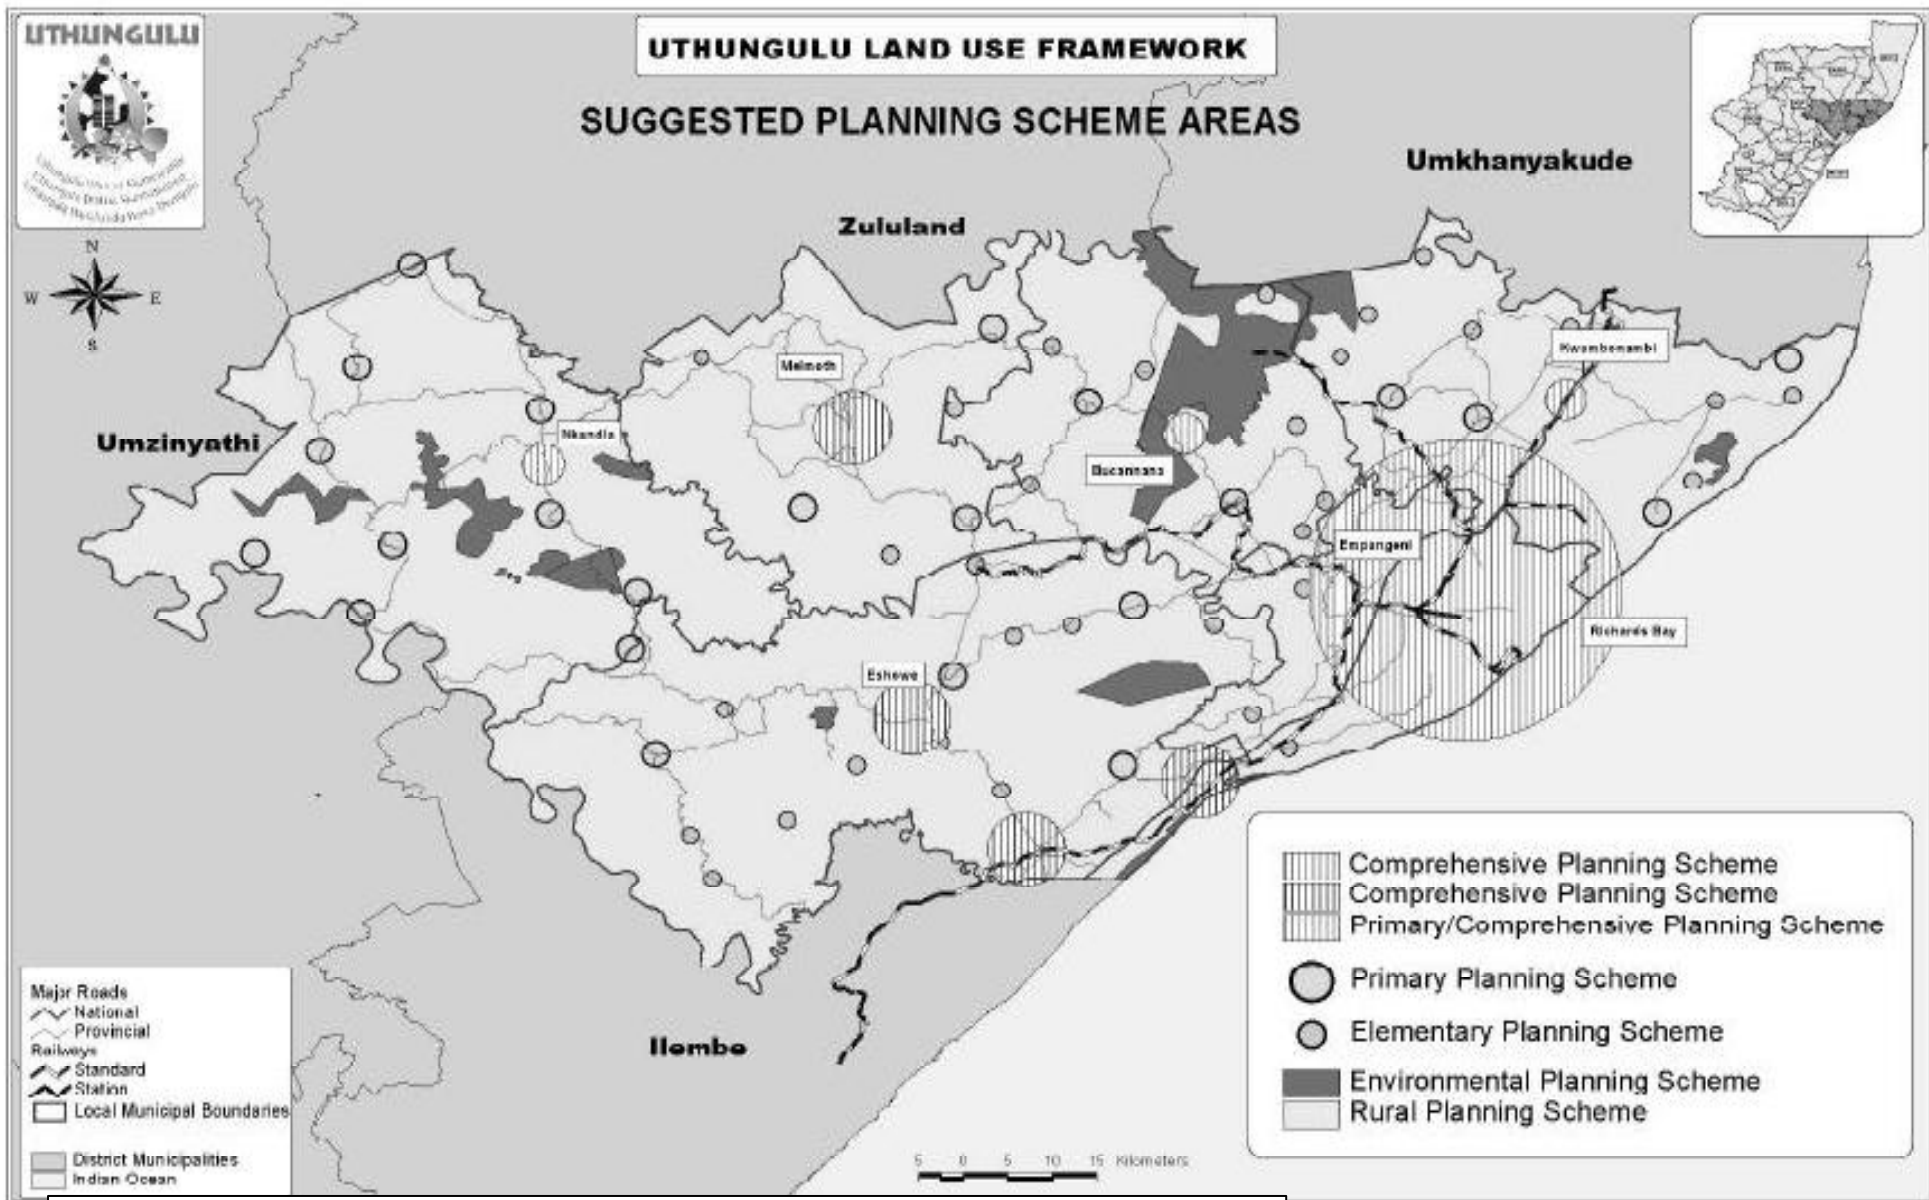 UTHUNGULU
UTHUNGULU LAND USE FRAMEWORK
SUGGESTED PLANNING SCHEME AREAS
Umkhanyakude
Zululand
N
W E
S
Melmoth
Kwambonambi
Umzinyathi
Nkandla
Bucannana
Empangeni
Richards Bay
Eshowe
Ilembe
Comprehensive Planning Scheme
Comprehensive Planning Scheme
Primary/Comprehensive Planning Scheme
Primary Planning Scheme
Elementary Planning Scheme
Environmental Planning Scheme
Rural Planning Scheme
Major Roads
National
Provincial
Railways
Standard
Station
Local Municipal Boundaries
District Municipalities
Indian Ocean
5 0 5 10 15 Kilometers